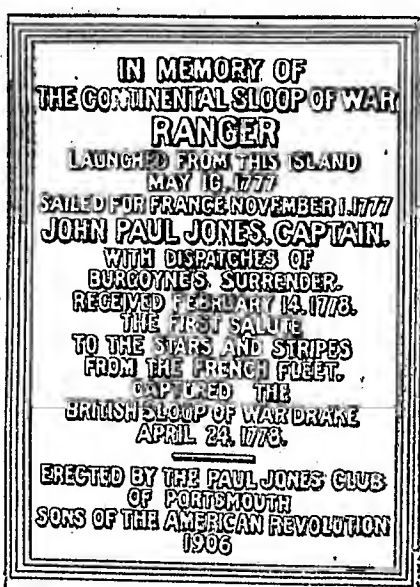 IN MEMORY OF
THE CONTINENTAL SLOOP OF WAR
RANGER
LAUNCHED FROM THIS ISLAND
MAY 10, 1777
SAILED FOR FRANCE, NOVEMBER 1, 1777
JOHN PAUL JONES, CAPTAIN.
WITH DISPATCHES OF
BURGOYNE'S SURRENDER.
RECEIVED FEBRUARY 14, 1778.
THE FIRST SALUTE
TO THE STARS AND STRIPES
FROM THE FRENCH FLEET.
CAPTURED THE
BRITISH SLOOP OF WAR DRAKE
APRIL 24, 1778.
ERECTED BY THE PAUL JONES CLUB
OF PORTSMOUTH
SONS OF THE AMERICAN REVOLUTION
1906